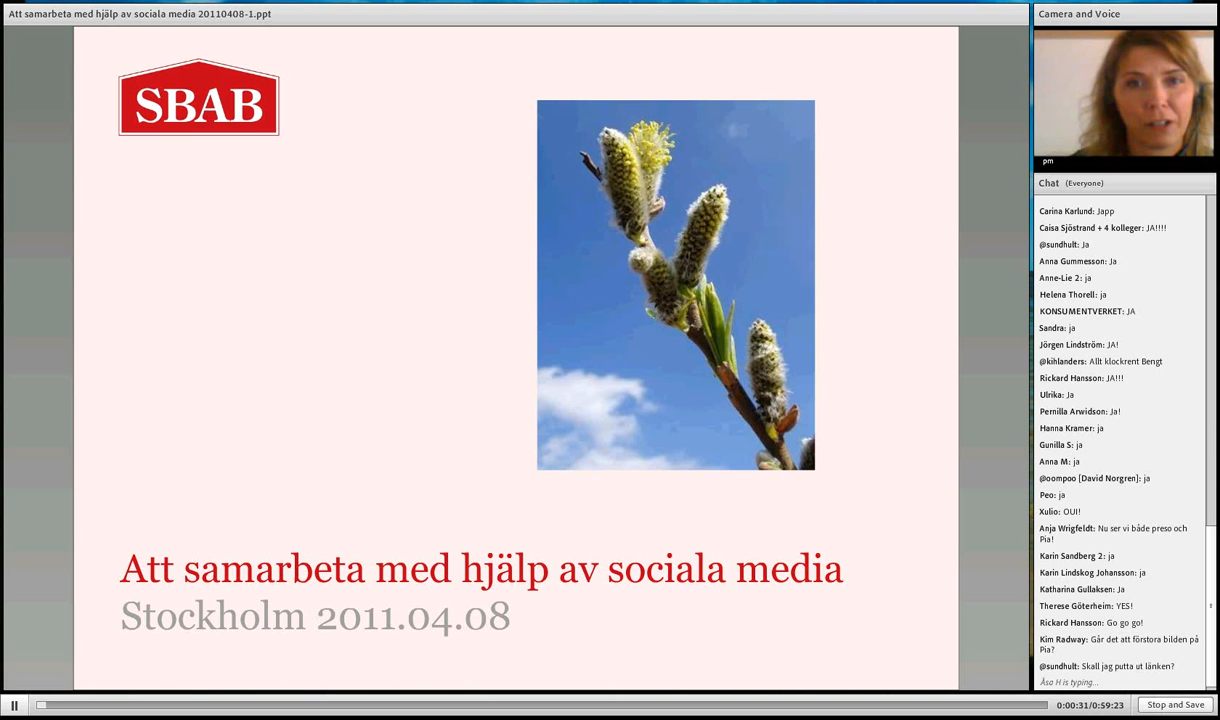 Att samarbeta med hjälp av sociala media 20110408-1.ppt
SBAB
Att samarbeta med hjälp av sociala media
Stockholm 2011.04.08
Camera and Voice
pm
Chat (Everyone)
Carina Karlund: Japp
Caisa Sjöstrand + 4 kolleger: JA!!!!
@sundhult: Ja
Anna Gummesson: Ja
Anne-Lie 2: ja
Helena Thorell: ja
KONSUMENTVERKET: JA
Sandra: ja
Jörgen Lindström: JA!
@kihlanders: Allt klockrent Bengt
Rickard Hansson: JA!!!
Ulrika: Ja
Pernilla Arwidson: Ja!
Hanna Kramer: ja
Gunilla S: ja
Anna M: ja
@oompoo [David Norgren]: ja
Peo: ja
Xulio: OUI!
Anja Wrigfeldt: Nu ser vi både preso och
Pia!
Karin Sandberg 2: ja
Karin Lindskog Johansson: ja
Katharina Gullaksen: Ja
Therese Göterheim: YES!
Rickard Hansson: Go go go!
Kim Radway: Går det att förstora bilden på
Pia?
@sundhult: Skall jag putta ut länken?
Åsa H is typing...
0:00:31/0:59:23
Stop and Save